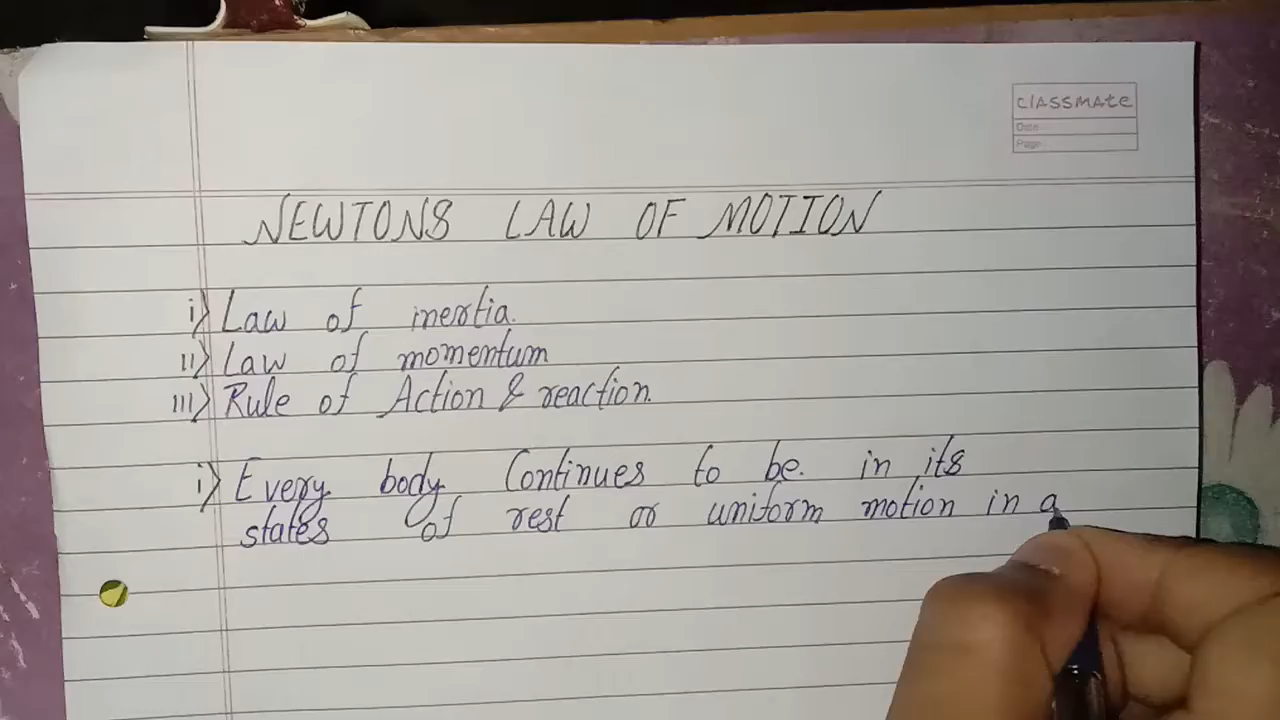 CLASSMATE
Date
Page
NEWTONS LAW OF MOTION
i) Law of inertia.
ii) Law of momentum
iii) Rule of Action & reaction.
i) Every body Continues to be. in its
states of rest or uniform motion in a